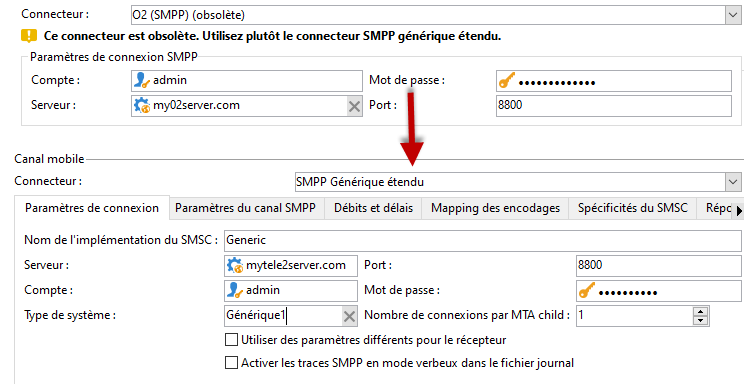 Connecteur : O2 (SMPP) (obsolète)
Ce connecteur est obsolète. Utilisez plutôt le connecteur SMPP générique étendu.
Paramètres de connexion SMPP
Compte : admin Mot de passe : •••••••••••••
Serveur : my02server.com Port : 8800
Canal mobile
Connecteur : SMPP Générique étendu
Paramètres de connexion Paramètres du canal SMPP Débits et délais Mapping des encodages Spécificités du SMSC Répo
Nom de l'implémentation du SMSC : Generic
Serveur : mytele2server.com Port : 8800
Compte : admin Mot de passe : ••••••••••
Type de système : Générique1 Nombre de connexions par MTA child : 1
Utiliser des paramètres différents pour le récepteur
Activer les traces SMPP en mode verbeux dans le fichier journal